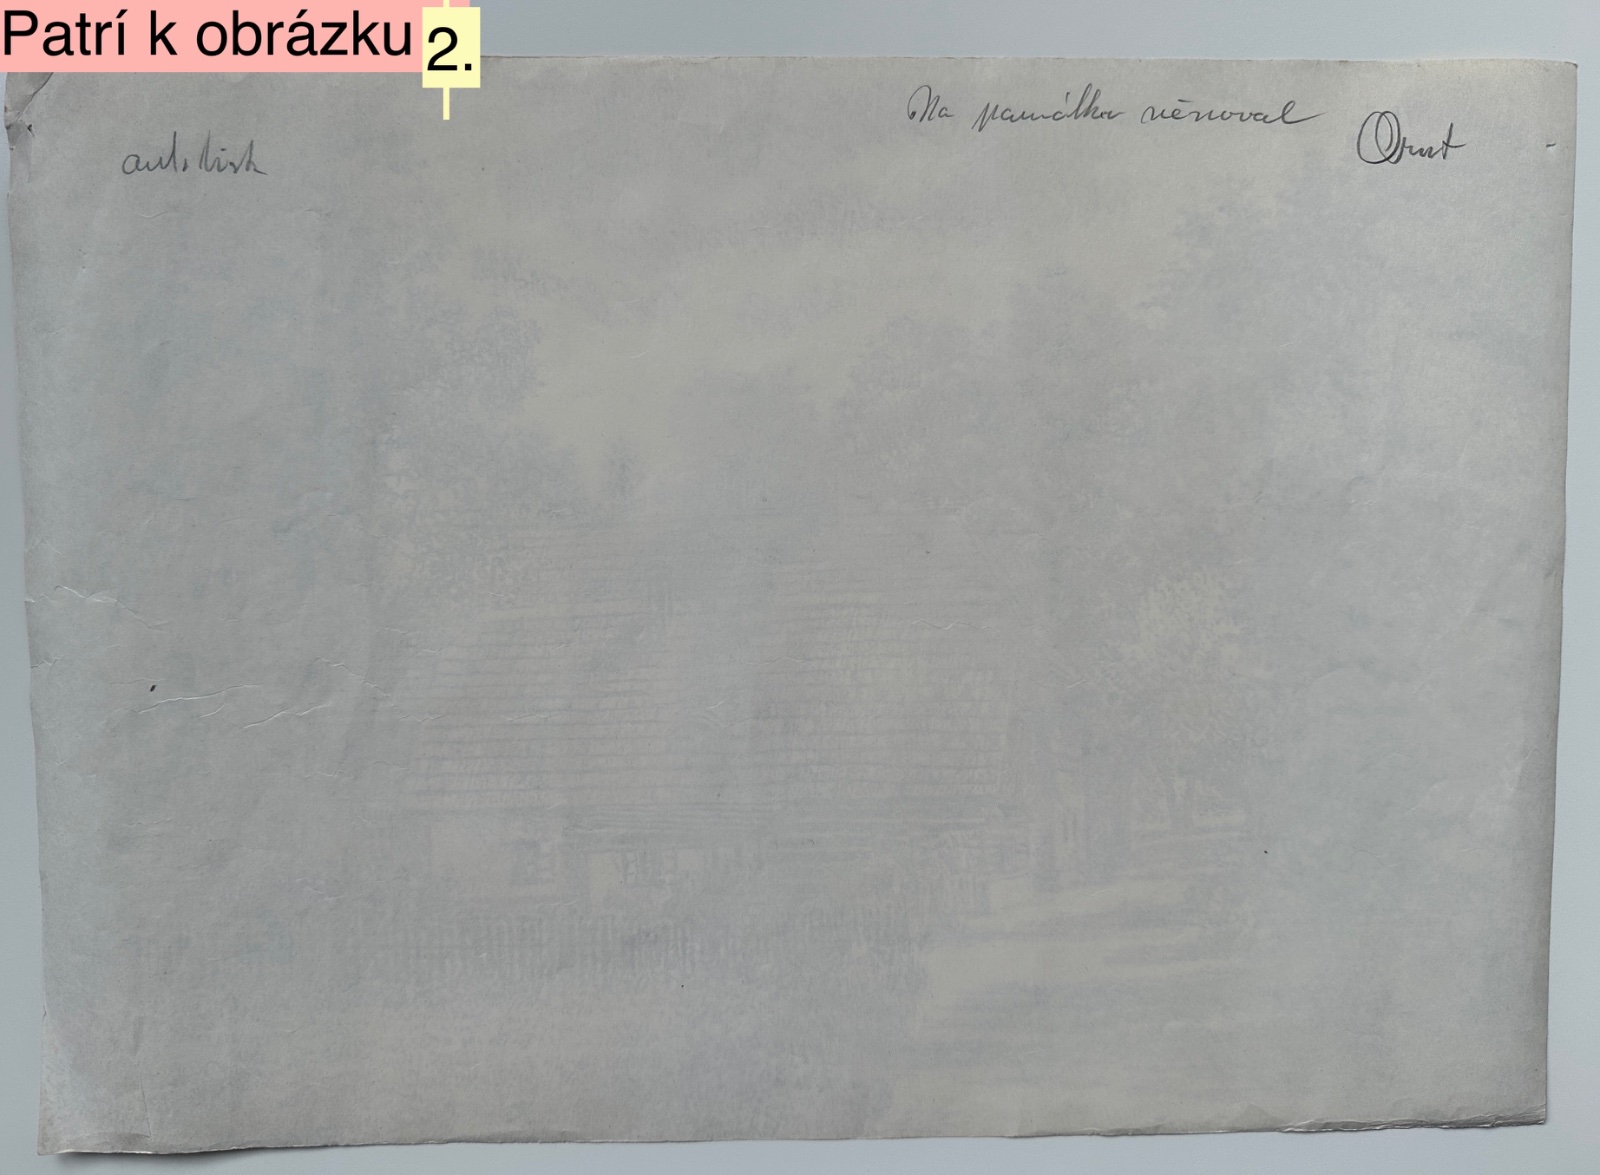 Patrí k obrázku 2.
Na památku věnoval
aut. tisk